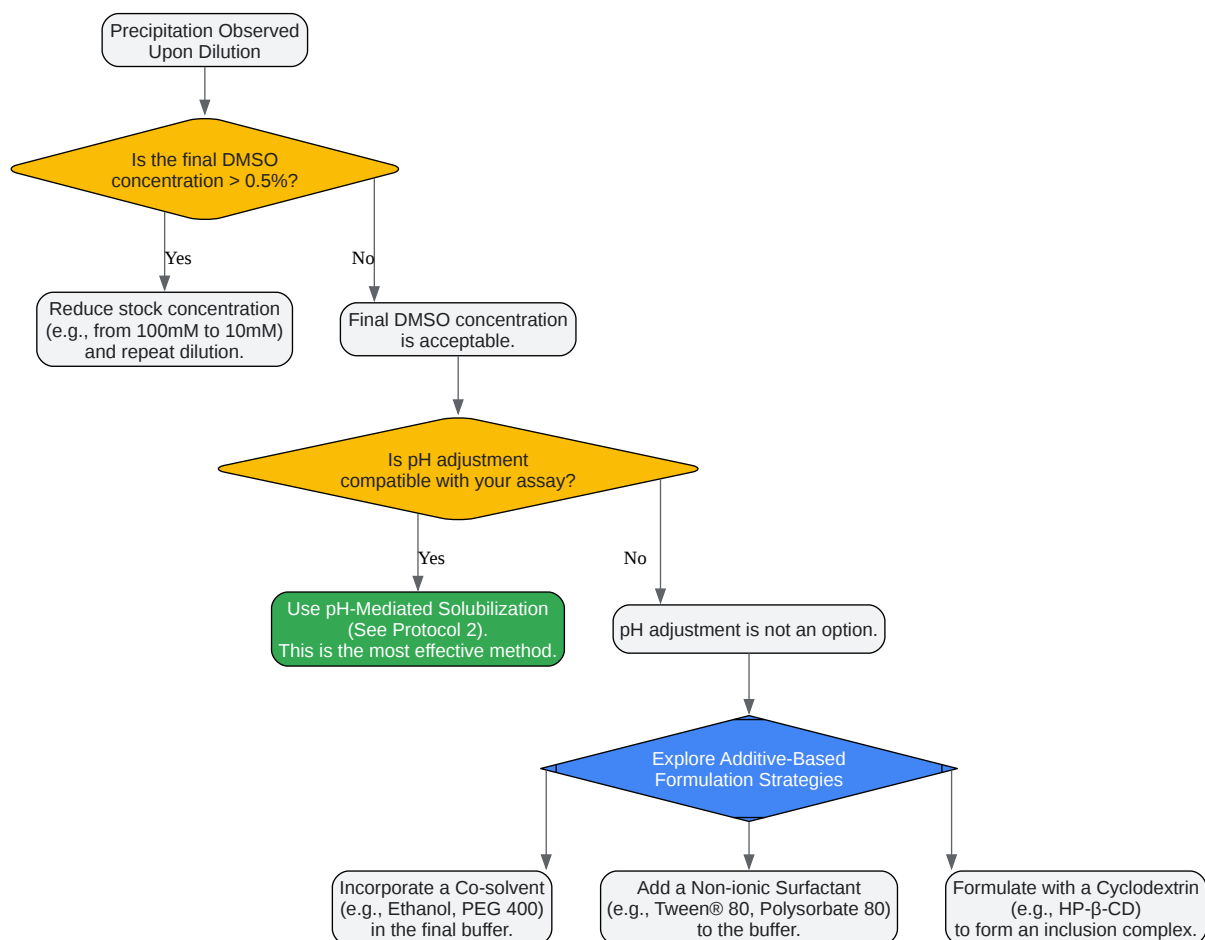 Precipitation Observed
Upon Dilution
Is the final DMSO
concentration > 0.5%?
Yes
No
Reduce stock concentration
(e.g., from 100mM to 10mM)
and repeat dilution.
Final DMSO concentration
is acceptable.
Is pH adjustment
compatible with your assay?
Yes
No
Use pH-Mediated Solubilization
(See Protocol 2).
This is the most effective method.
pH adjustment is not an option.
Explore Additive-Based
Formulation Strategies
Incorporate a Co-solvent
(e.g., Ethanol, PEG 400)
in the final buffer.
Add a Non-ionic Surfactant
(e.g., Tween® 80, Polysorbate 80)
to the buffer.
Formulate with a Cyclodextrin
(e.g., HP-β-CD)
to form an inclusion complex.